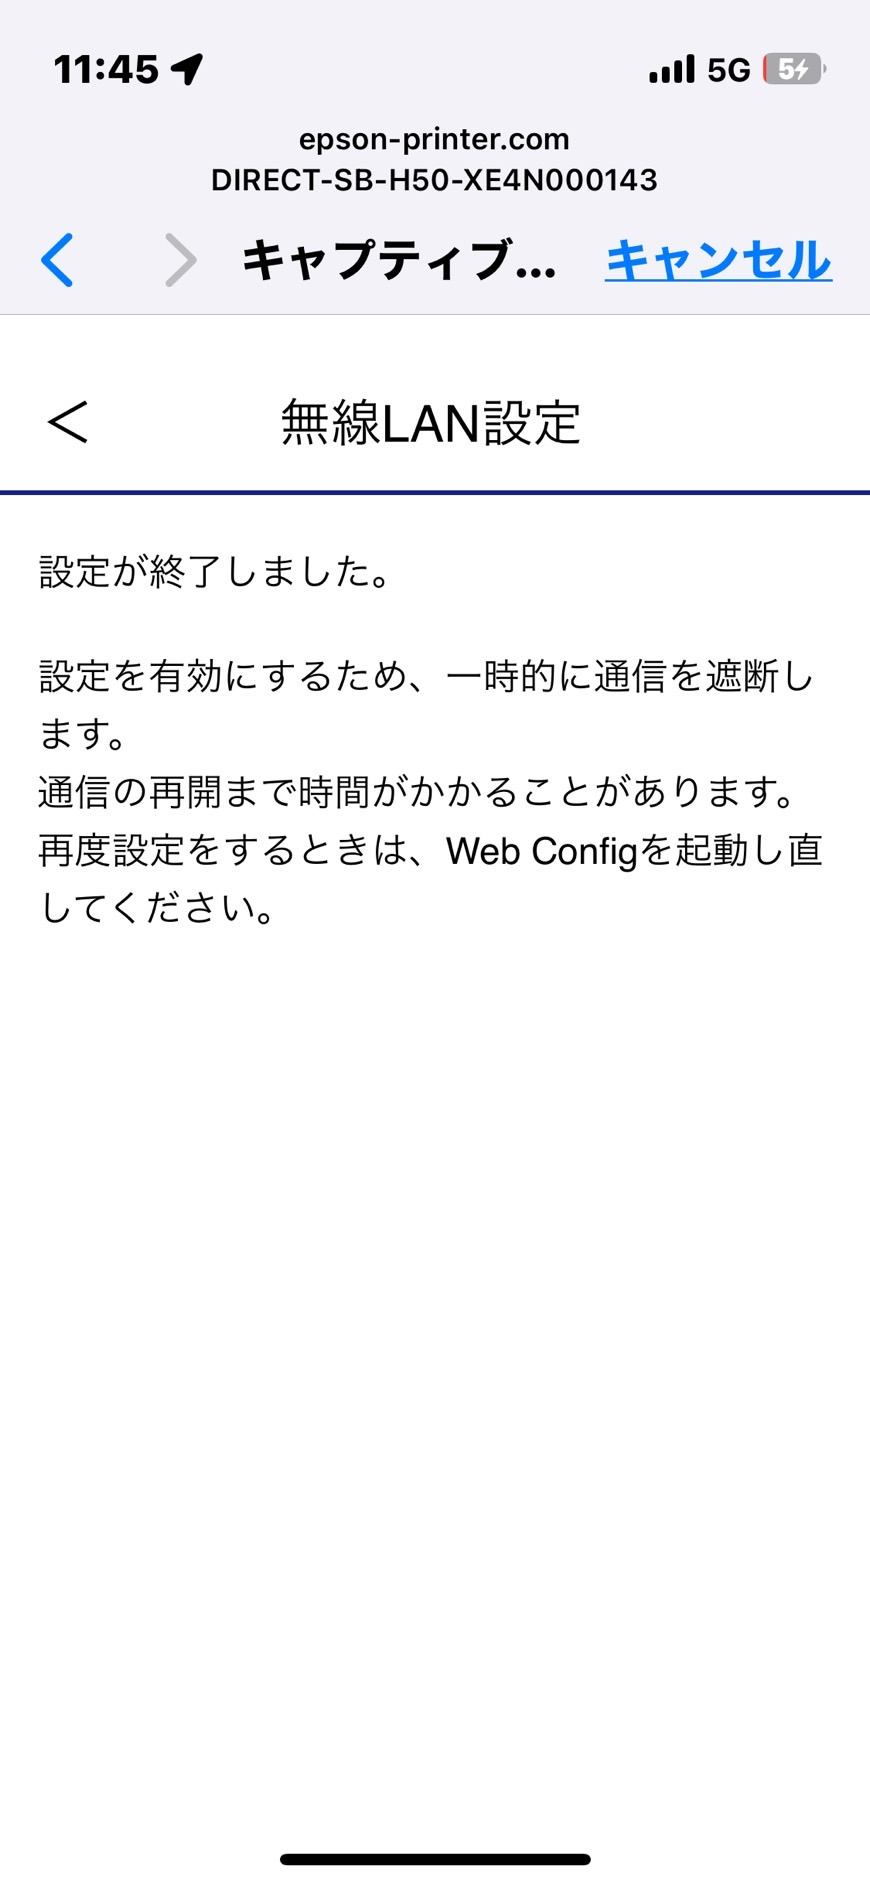 11:45 5G 5
epson-printer.com
DIRECT-SB-H50-XE4N000143
キャプティブ... キャンセル
< 無線LAN設定
設定が終了しました。
設定を有効にするため、一時的に通信を遮断し
ます。
通信の再開まで時間がかかることがあります。
再度設定をするときは、Web Configを起動し直
してください。